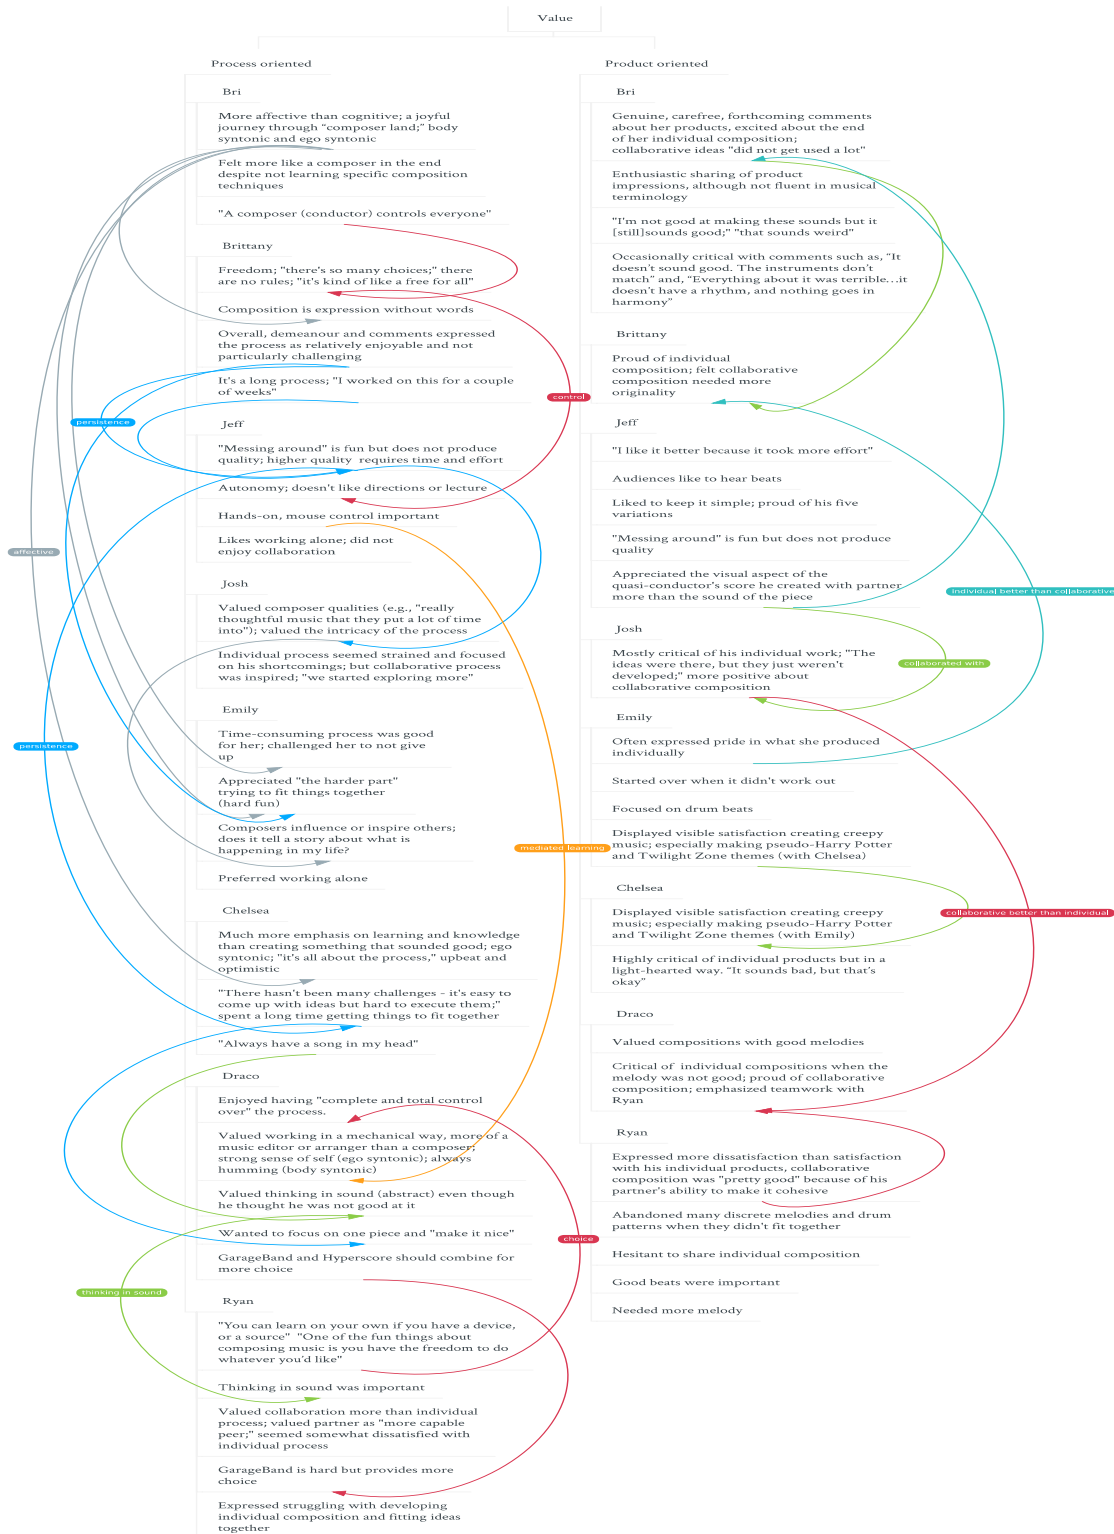 Value
Process oriented
Bri
More affective than cognitive; a joyful
journey through “composer land;” body
syntonic and ego syntonic
Felt more like a composer in the end
despite not learning specific composition
techniques
"A composer (conductor) controls everyone"
Brittany
Freedom; "there's so many choices;" there
are no rules; "it's kind of like a free for all"
Composition is expression without words
Overall, demeanour and comments expressed
the process as relatively enjoyable and not
particularly challenging
It's a long process; "I worked on this for a couple
of weeks"
Jeff
"Messing around" is fun but does not produce
quality; higher quality requires time and effort
Autonomy; doesn't like directions or lecture
Hands-on, mouse control important
Likes working alone; did not
enjoy collaboration
Josh
Valued composer qualities (e.g., "really
thoughtful music that they put a lot of time
into"); valued the intricacy of the process
Individual process seemed strained and focused
on his shortcomings; but collaborative process
was inspired; "we started exploring more"
Emily
Time-consuming process was good
for her; challenged her to not give
up
Appreciated "the harder part"
trying to fit things together
(hard fun)
Composers influence or inspire others;
does it tell a story about what is
happening in my life?
Preferred working alone
Chelsea
Much more emphasis on learning and knowledge
than creating something that sounded good; ego
syntonic; "it's all about the process," upbeat and
optimistic
"There hasn't been many challenges - it's easy to
come up with ideas but hard to execute them;"
spent a long time getting things to fit together
"Always have a song in my head"
Draco
Enjoyed having "complete and total control
over" the process.
Valued working in a mechanical way, more of a
music editor or arranger than a composer;
strong sense of self (ego syntonic); always
humming (body syntonic)
Valued thinking in sound (abstract) even though
he thought he was not good at it
Wanted to focus on one piece and "make it nice"
GarageBand and Hyperscore should combine for
more choice
Ryan
"You can learn on your own if you have a device,
or a source" "One of the fun things about
composing music is you have the freedom to do
whatever you'd like"
Thinking in sound was important
Valued collaboration more than individual
process; valued partner as "more capable
peer;" seemed somewhat dissatisfied with
individual process
GarageBand is hard but provides more
choice
Expressed struggling with developing
individual composition and fitting ideas
together
Product oriented
Bri
Genuine, carefree, forthcoming comments
about her products, excited about the end
of her individual composition;
collaborative ideas "did not get used a lot"
Enthusiastic sharing of product
impressions, although not fluent in musical
terminology
"I'm not good at making these sounds but it
[still]sounds good;" "that sounds weird"
Occasionally critical with comments such as, “It
doesn't sound good. The instruments don't
match” and, “Everything about it was terrible...it
doesn't have a rhythm, and nothing goes in
harmony”
Brittany
Proud of individual
composition; felt collaborative
composition needed more
originality
Jeff
"I like it better because it took more effort"
Audiences like to hear beats
Liked to keep it simple; proud of his five
variations
"Messing around" is fun but does not produce
quality
Appreciated the visual aspect of the
quasi-conductor's score he created with partner
more than the sound of the piece
Josh
Mostly critical of his individual work; "The
ideas were there, but they just weren't
developed;" more positive about
collaborative composition
Emily
Often expressed pride in what she produced
individually
Started over when it didn't work out
Focused on drum beats
Displayed visible satisfaction creating creepy
music; especially making pseudo-Harry Potter
and Twilight Zone themes (with Chelsea)
Chelsea
Displayed visible satisfaction creating creepy
music; especially making pseudo-Harry Potter
and Twilight Zone themes (with Emily)
Highly critical of individual products but in a
light-hearted way. “It sounds bad, but that's
okay”
Draco
Valued compositions with good melodies
Critical of individual compositions when the
melody was not good; proud of collaborative
composition; emphasized teamwork with
Ryan
Ryan
Expressed more dissatisfaction than satisfaction
with his individual products, collaborative
composition was "pretty good" because of his
partner's ability to make it cohesive
Abandoned many discrete melodies and drum
patterns when they didn't fit together
Hesitant to share individual composition
Good beats were important
Needed more melody
control
persistence
affective
individual better than collaborative
collaborated with
persistence
mediated learning
collaborative better than individual
choice
thinking in sound